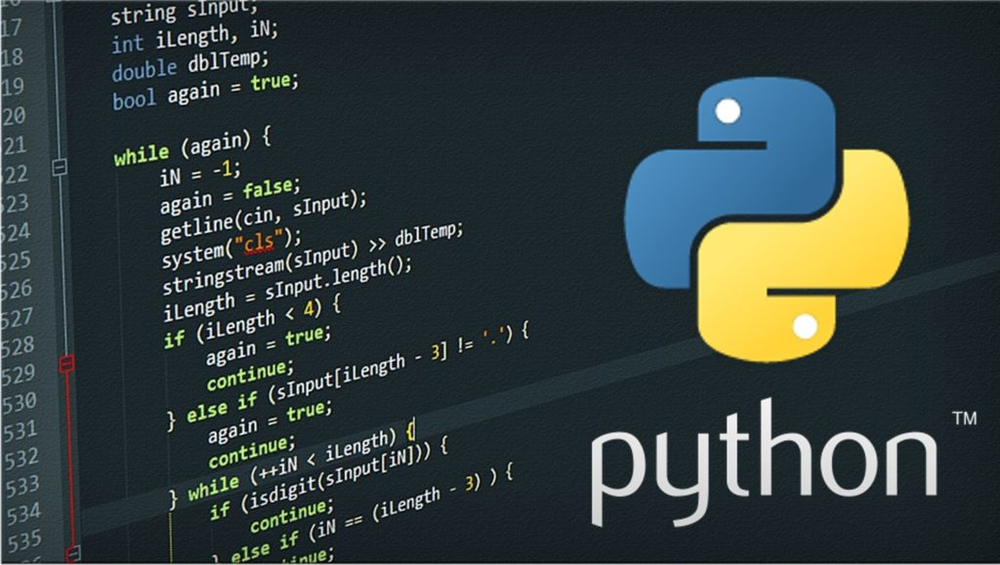 17 string sInput;
18 int iLength, iN;
19 double dblTemp;
20 bool again = true;
21
522 while (again) {
523 iN = -1;
524 again = false;
525 getline(cin, sInput);
526 system("cls");
527 stringstream(sInput) >> dblTemp;
528 iLength = sInput.length();
529 if (iLength < 4) {
530 again = true;
531 continue;
532 } else if (sInput[iLength - 3] != '.') {
533 again = true;
534 continue;
535 } while (++iN < iLength) {
if (isdigit(sInput[iN])) {
continue;
} else if (iN == (iLength - 3) ) {
python™